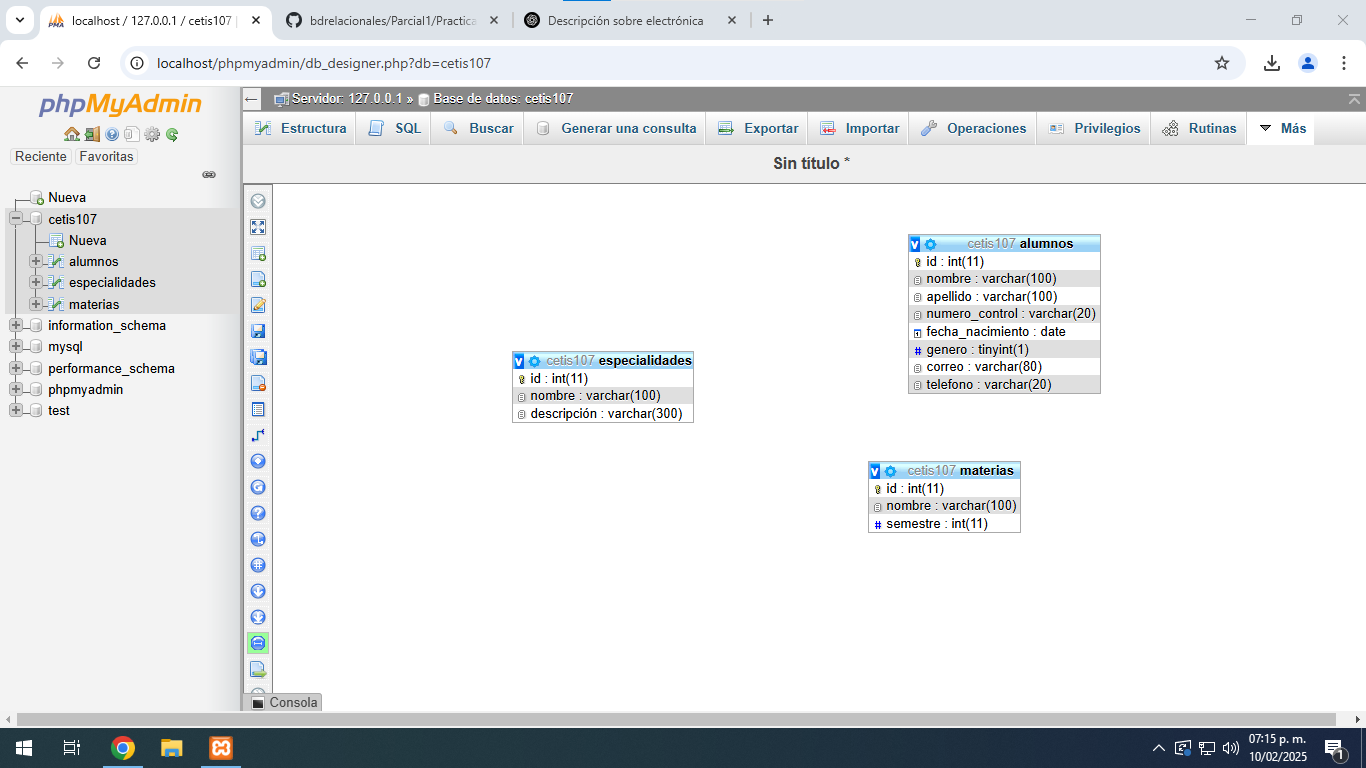 localhost / 127.0.0.1 / cetis107
bdrelacionales/Parcial1/Practica
Descripción sobre electrónica
localhost/phpmyadmin/db_designer.php?db=cetis107
phpMyAdmin
Reciente
Favoritas
Nueva
cetis107
Nueva
alumnos
especialidades
materias
information_schema
mysql
performance_schema
phpmyadmin
test
Servidor: 127.0.0.1 » Base de datos: cetis107
Estructura
SQL
Buscar
Generar una consulta
Exportar
Importar
Operaciones
Privilegios
Rutinas
Más
Sin título *
cetis107 alumnos
id : int(11)
nombre : varchar(100)
apellido : varchar(100)
numero_control : varchar(20)
fecha_nacimiento : date
# genero : tinyint(1)
correo : varchar(80)
telefono : varchar(20)
cetis107 especialidades
id : int(11)
nombre : varchar(100)
descripción : varchar(300)
cetis107 materias
id : int(11)
nombre : varchar(100)
# semestre : int(11)
Consola
07:15 p. m.
10/02/2025
1